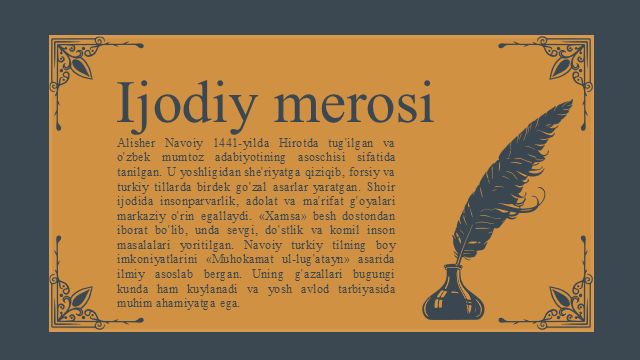 Ijodiy merosi
Alisher Navoiy 1441-yilda Hirotda tug'ilgan va
o'zbek mumtoz adabiyotining asoschisi sifatida
tanilgan. U yoshligidan she'riyatga qiziqib, forsiy va
turkiy tillarda birdek go'zal asarlar yaratgan. Shoir
ijodida insonparvarlik, adolat va ma'rifat g'oyalari
markaziy o'rin egallaydi. «Xamsa» besh dostondan
iborat bo'lib, unda sevgi, do'stlik va komil inson
masalalari yoritilgan. Navoiy turkiy tilning boy
imkoniyatlarini «Muhokamat ul-lug'atayn» asarida
ilmiy asoslab bergan. Uning g'azallari bugungi
kunda ham kuylanadi va yosh avlod tarbiyasida
muhim ahamiyatga ega.